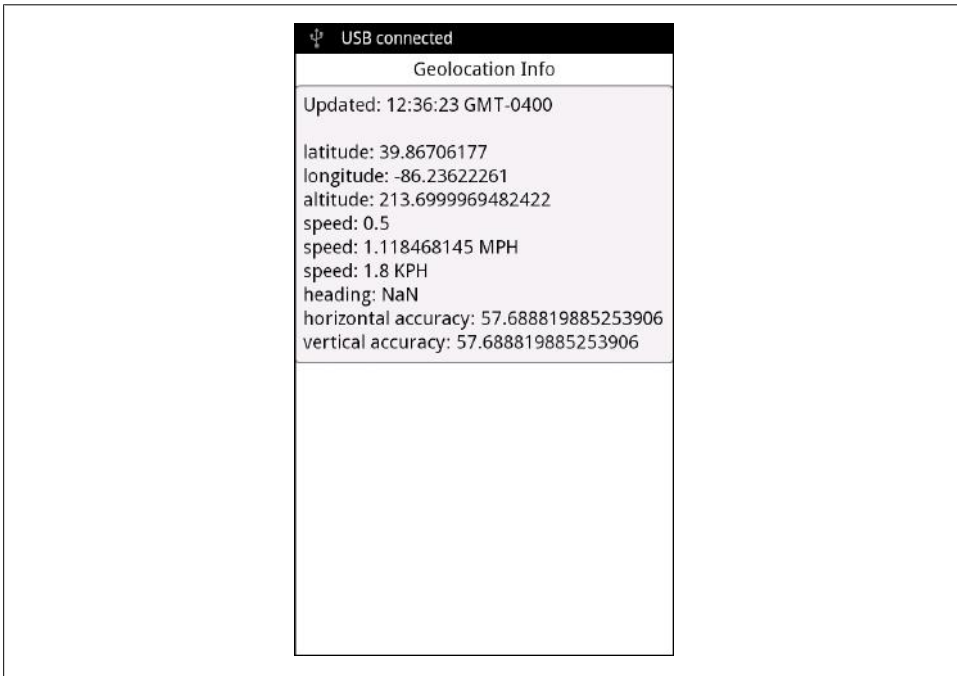 USB connected
Geolocation Info
Updated: 12:36:23 GMT-0400
latitude: 39.86706177
longitude: -86.23622261
altitude: 213.6999969482422
speed: 0.5
speed: 1.118468145 MPH
speed: 1.8 KPH
heading: NaN
horizontal accuracy: 57.688819885253906
vertical accuracy: 57.688819885253906